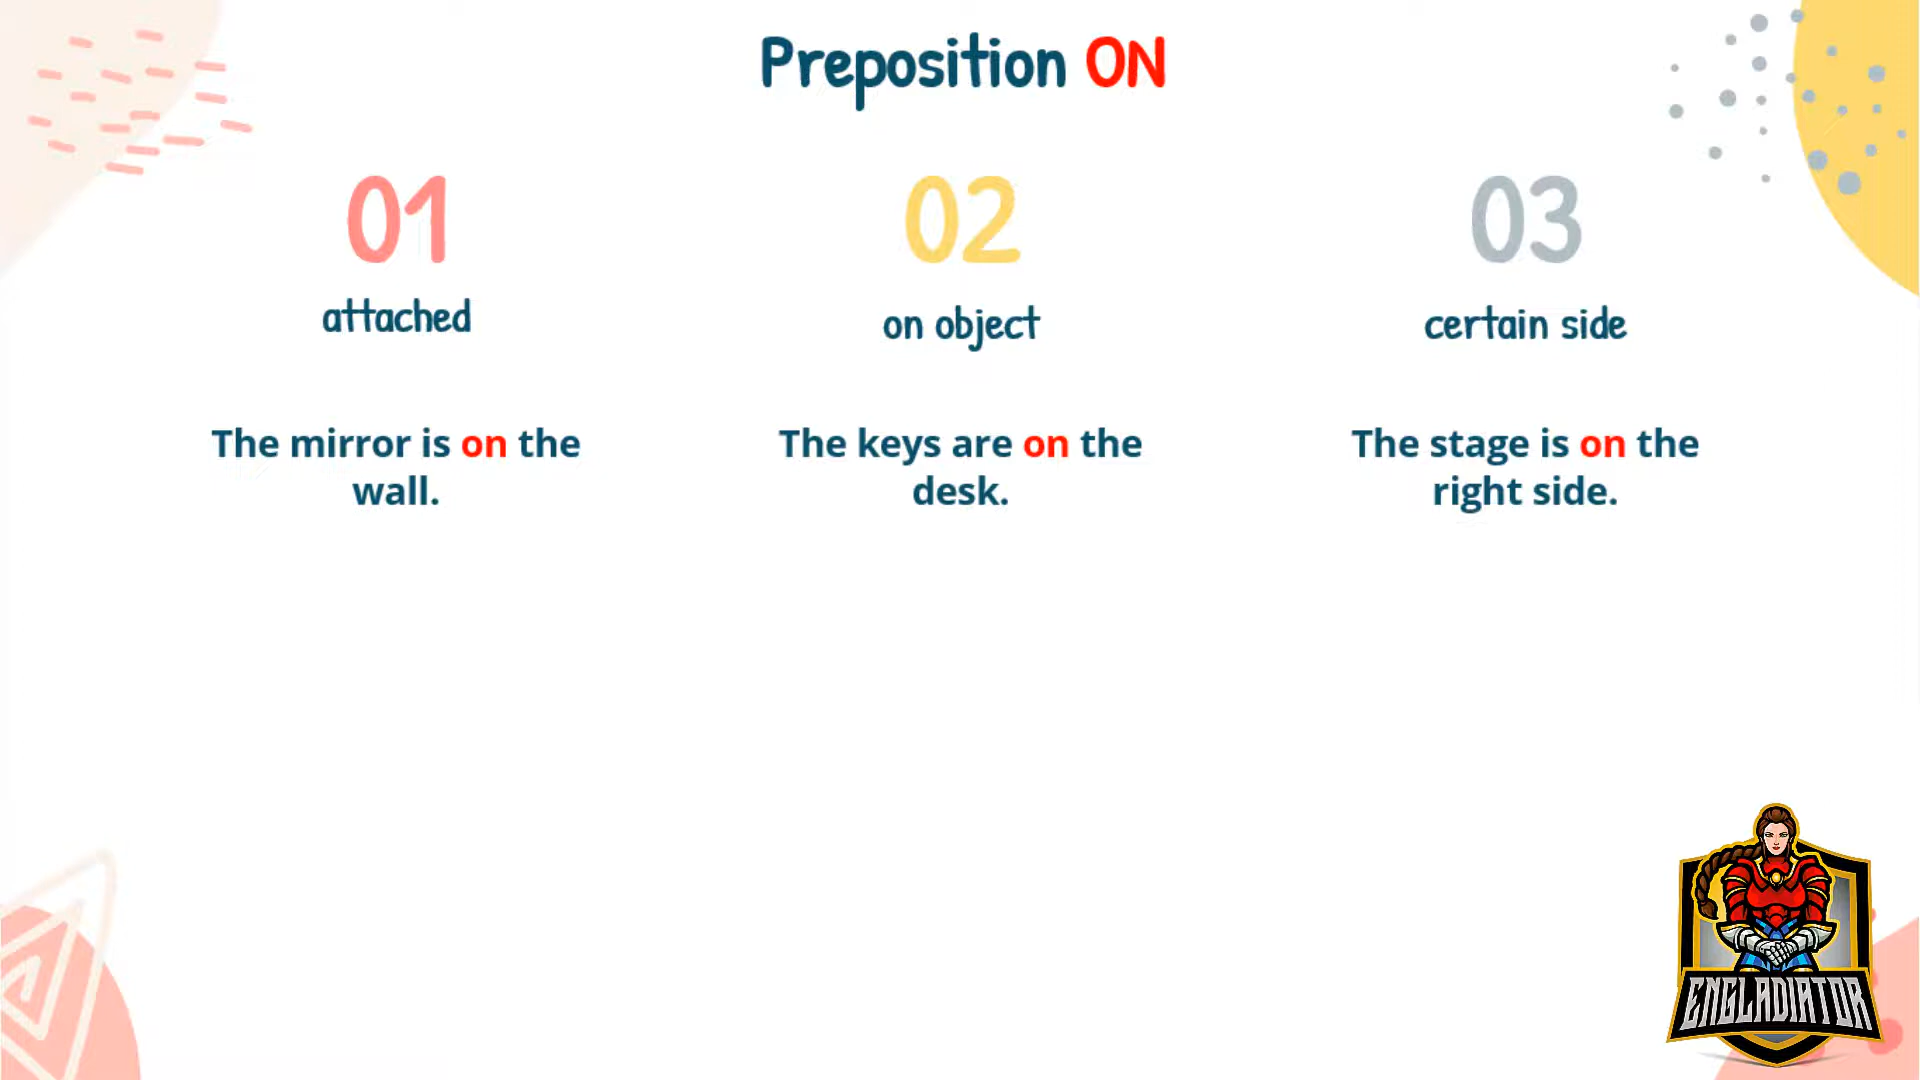 Preposition ON
01
attached
The mirror is on the
wall.
02
on object
The keys are on the
desk.
03
certain side
The stage is on the
right side.
ENGLADIATOR